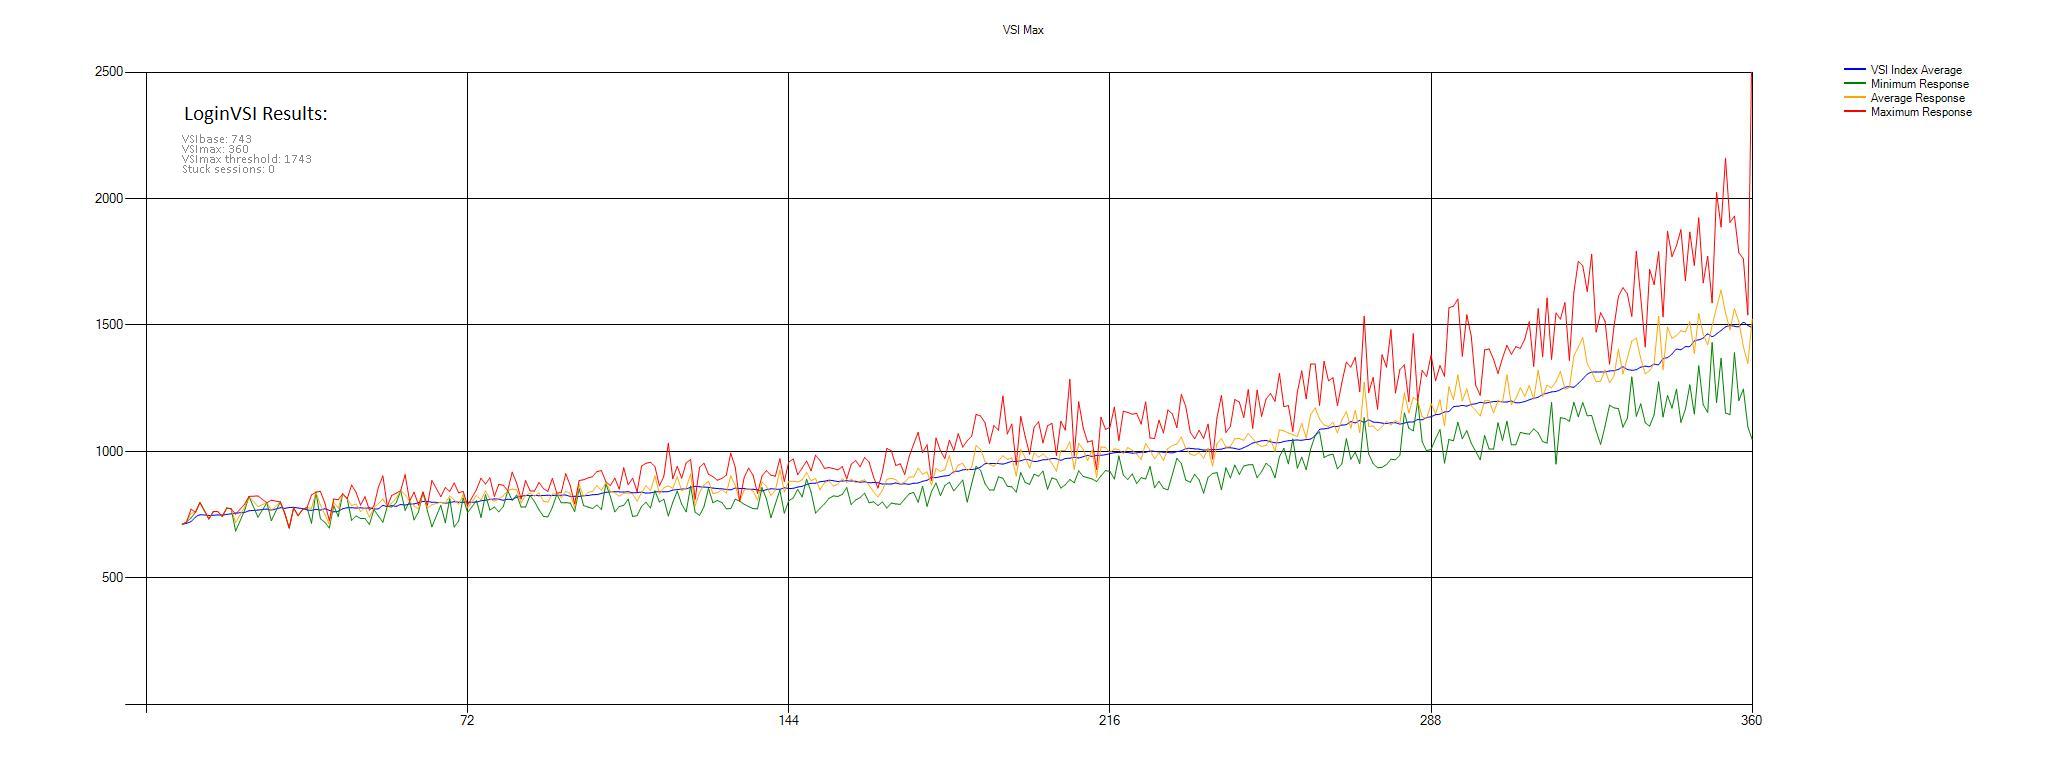 VSI Max
2500
2000
1500
1000
500
LoginVSI Results:
VSIbase: 743
VSImax: 360
VSImax threshold: 1743
Stuck sessions: 0
VSI Index Average
Minimum Response
Average Response
Maximum Response
72
144
216
288
360